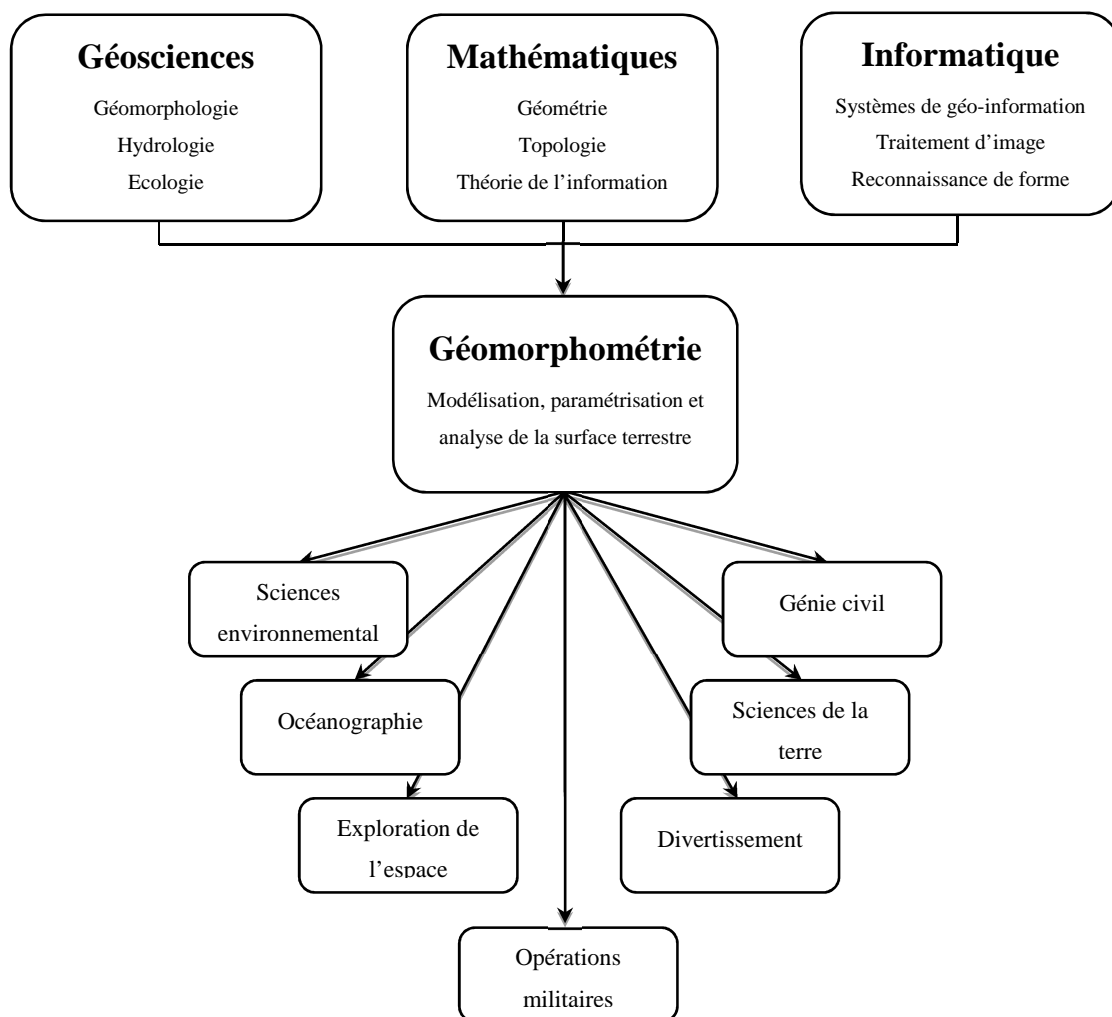 Géosciences
Géomorphologie
Hydrologie
Ecologie
Mathématiques
Géométrie
Topologie
Théorie de l’information
Informatique
Systèmes de géo-information
Traitement d’image
Reconnaissance de forme
Géomorphométrie
Modélisation, paramétrisation et
analyse de la surface terrestre
Sciences
environnemental
Génie civil
Océanographie
Sciences de la
terre
Exploration de
l’espace
Divertissement
Opérations
militaires